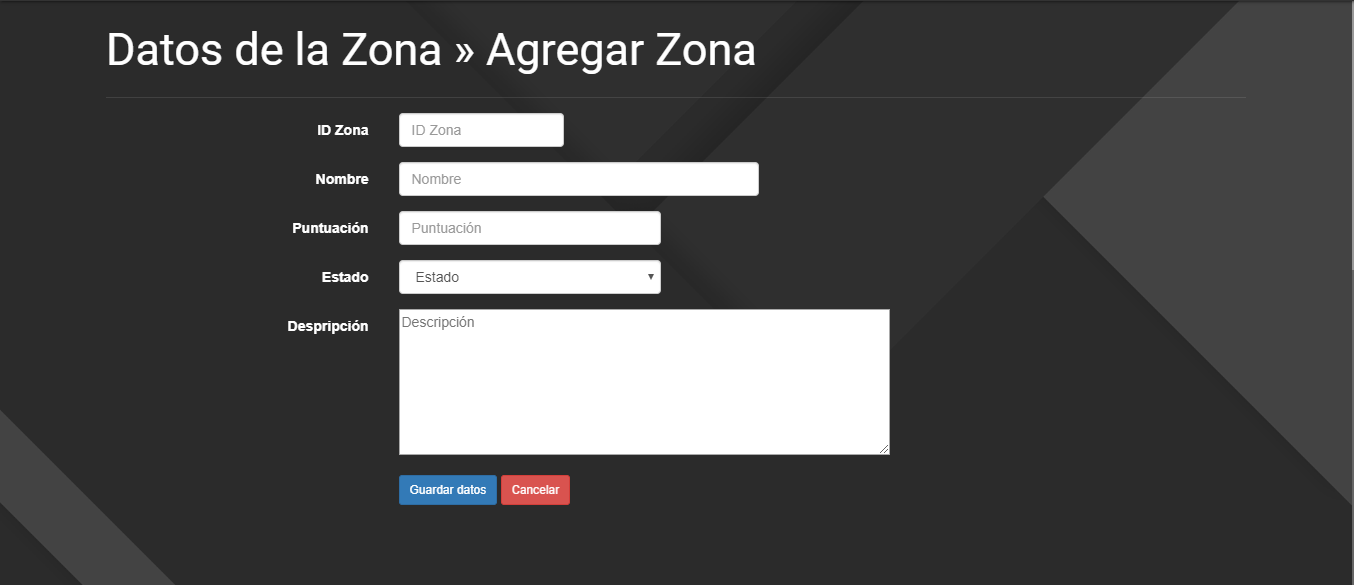 Datos de la Zona » Agregar Zona
ID Zona ID Zona
Nombre Nombre
Puntuación Puntuación
Estado Estado
Despripción Descripción
Guardar datos Cancelar